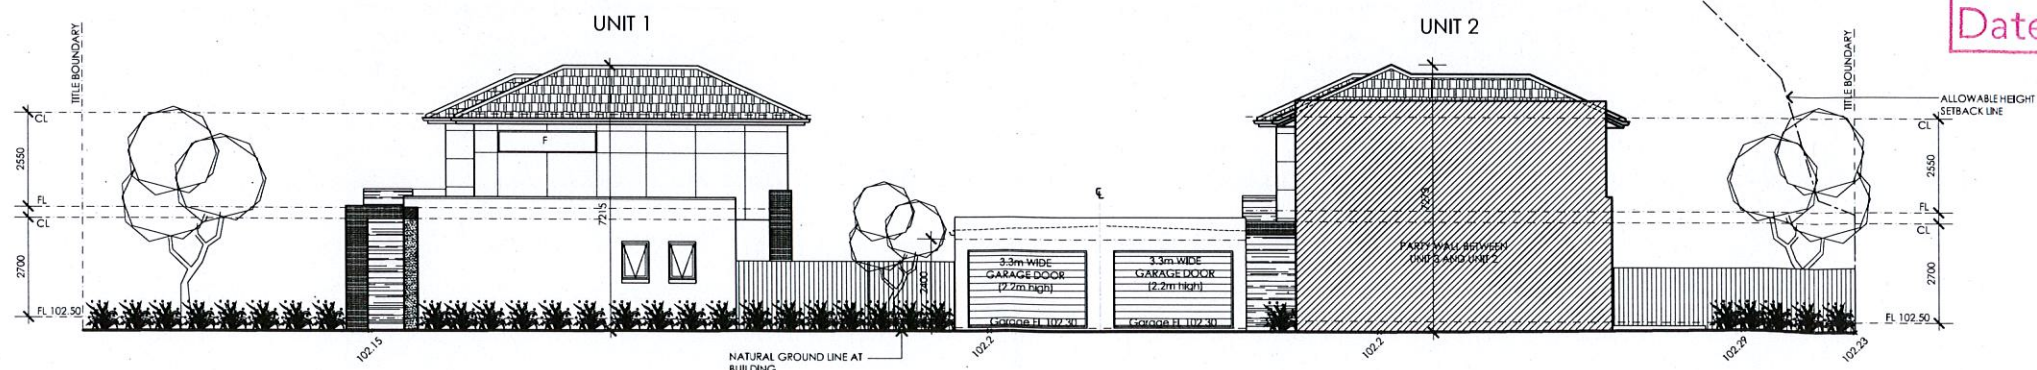 UNIT 1
UNIT 2
Date
TITLE BOUNDARY
TITLE BOUNDARY
ALLOWABLE HEIGHT
SETBACK LINE
CL
2550
FL
CL
2700
FL 102.50
F
7215
2400
℄
3.3m WIDE
GARAGE DOOR
(2.2m high)
Garage FL 102.30
3.3m WIDE
GARAGE DOOR
(2.2m high)
Garage FL 102.30
PARTY WALL BETWEEN
UNIT 3 AND UNIT 2
CL
2550
FL
CL
2700
FL 102.50
102.15
NATURAL GROUND LINE AT
BUILDING
102.2
102.2
102.29
102.23